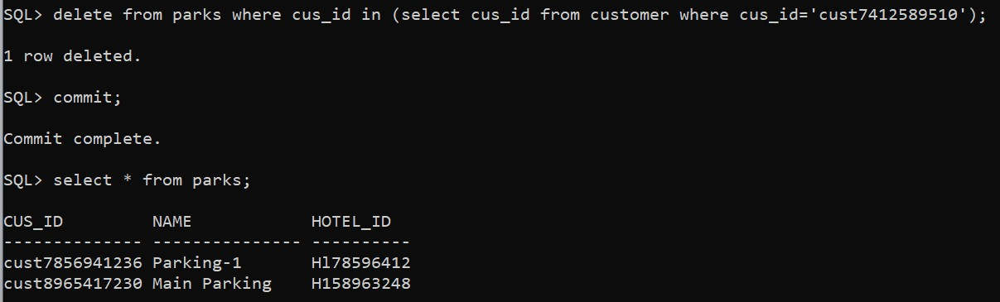 SQL> delete from parks where cus_id in (select cus_id from customer where cus_id='cust7412589510');
1 row deleted.
SQL> commit;
Commit complete.
SQL> select * from parks;
CUS_ID         NAME            HOTEL_ID
-------------- --------------- ----------
cust7856941236 Parking-1       Hl78596412
cust8965417230 Main Parking    H158963248